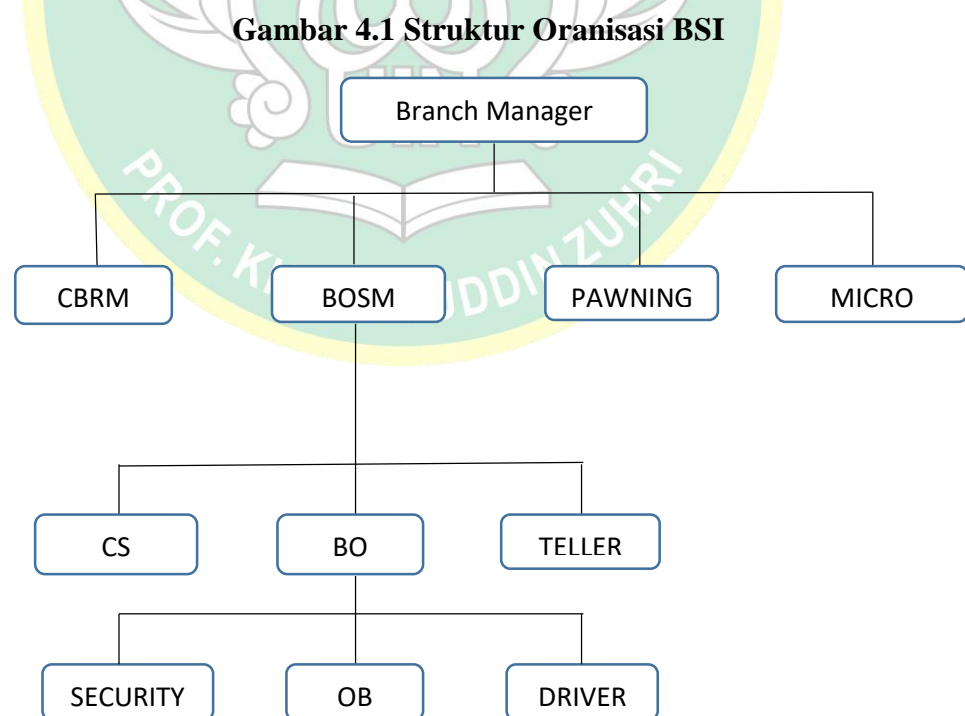 Gambar 4.1 Struktur Oranisasi BSI
Branch Manager
PROF. K UDDIN ZUHRI
CBRM
BOSM
PAWNING
MICRO
CS
BO
TELLER
SECURITY
OB
DRIVER